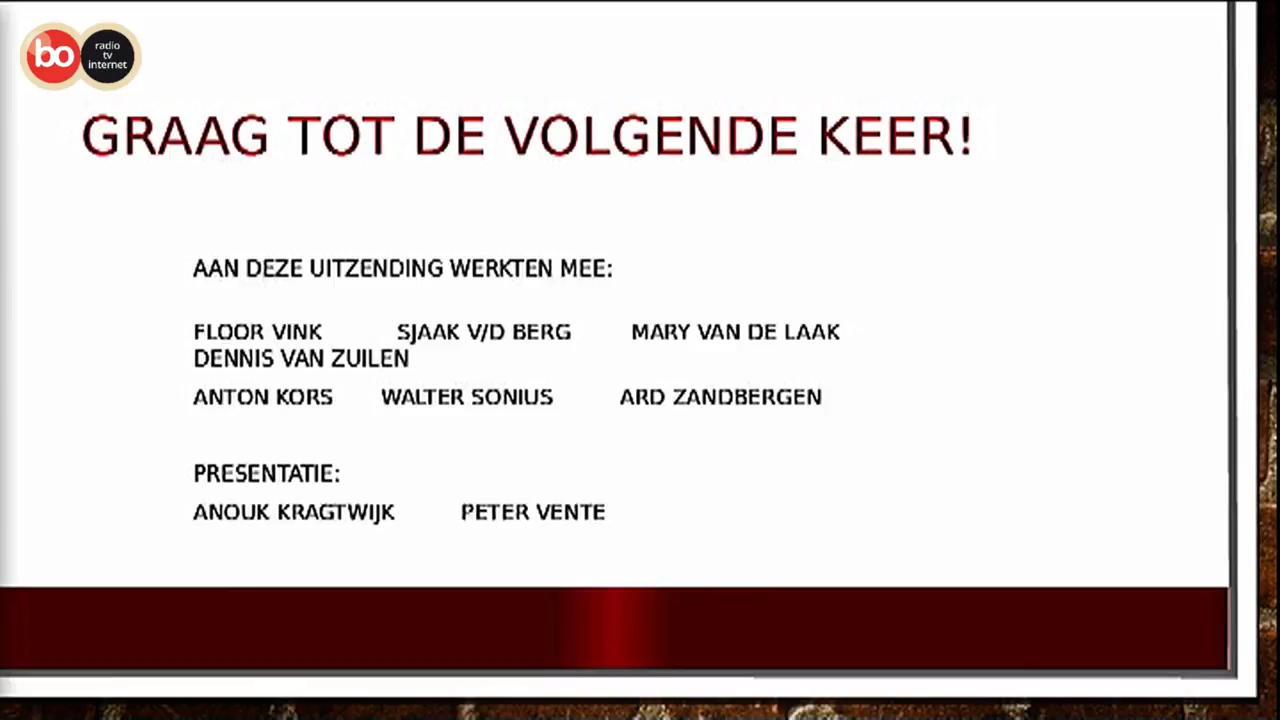 bo
radio
tv
internet
GRAAG TOT DE VOLGENDE KEER!
AAN DEZE UITZENDING WERKTEN MEE:
FLOOR VINK SJAAK V/D BERG MARY VAN DE LAAK
DENNIS VAN ZUILEN
ANTON KORS WALTER SONIUS ARD ZANDBERGEN
PRESENTATIE:
ANOUK KRAGTWIJK PETER VENTE